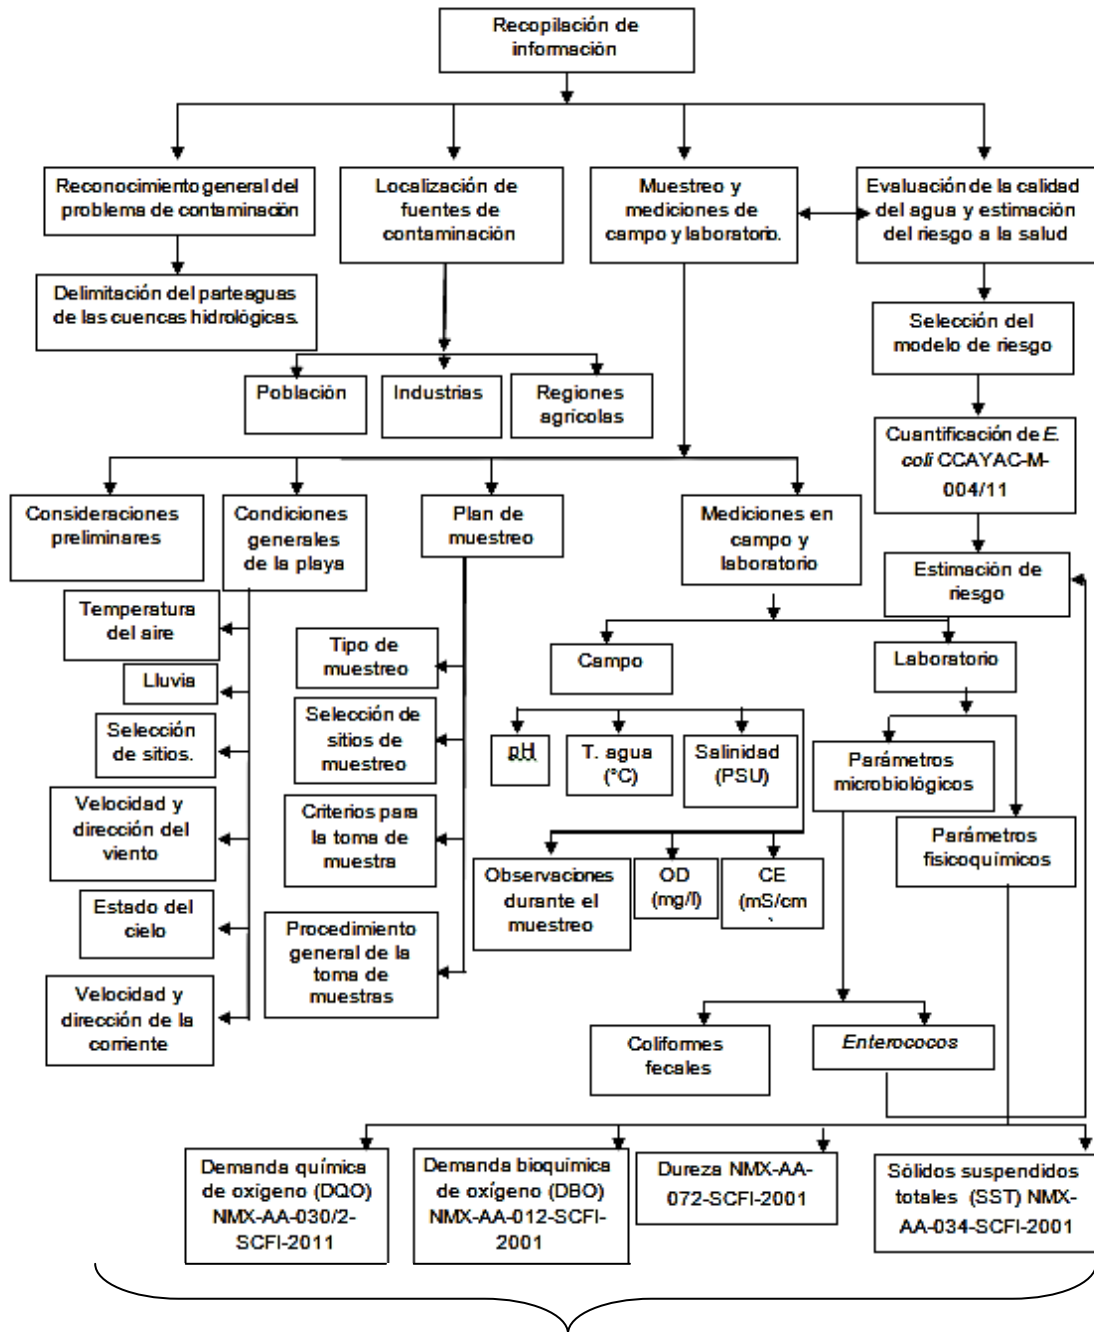 Recopilación de
información
Reconocimiento general del
problema de contaminación
Localización de
fuentes de
contaminación
Muestreo y
mediciones de
campo y laboratorio.
Evaluación de la calidad
del agua y estimación
del riesgo a la salud
Delimitación del parteaguas
de las cuencas hidrológicas.
Selección del
modelo de riesgo
Población
Industrias
Regiones
agrícolas
Cuantificación de E.
coli CCAYAC-M-
004/11
Consideraciones
preliminares
Condiciones
generales
de la playa
Plan de
muestreo
Mediciones en
campo y
laboratorio
Estimación de
riesgo
Temperatura
del aire
Lluvia
Selección
de sitios.
Velocidad y
dirección del
viento
Estado del
cielo
Velocidad y
dirección de la
corriente
Tipo de
muestreo
Selección de
sitios de
muestreo
Criterios para
la toma de
muestra
Procedimiento
general de la
toma de
muestras
Campo
Laboratorio
pH
T. agua
(°C)
Salinidad
(PSU)
Parámetros
microbiológicos
Parámetros
fisicoquímicos
Observaciones
durante el
muestreo
OD
(mg/l)
CE
(mS/cm
)
Coliformes
fecales
Enterococos
Demanda química
de oxígeno (DQO)
NMX-AA-030/2-
SCFI-2011
Demanda bioquímica
de oxígeno (DBO)
NMX-AA-012-SCFI-
2001
Dureza NMX-AA-
072-SCFI-2001
Sólidos suspendidos
totales (SST) NMX-
AA-034-SCFI-2001